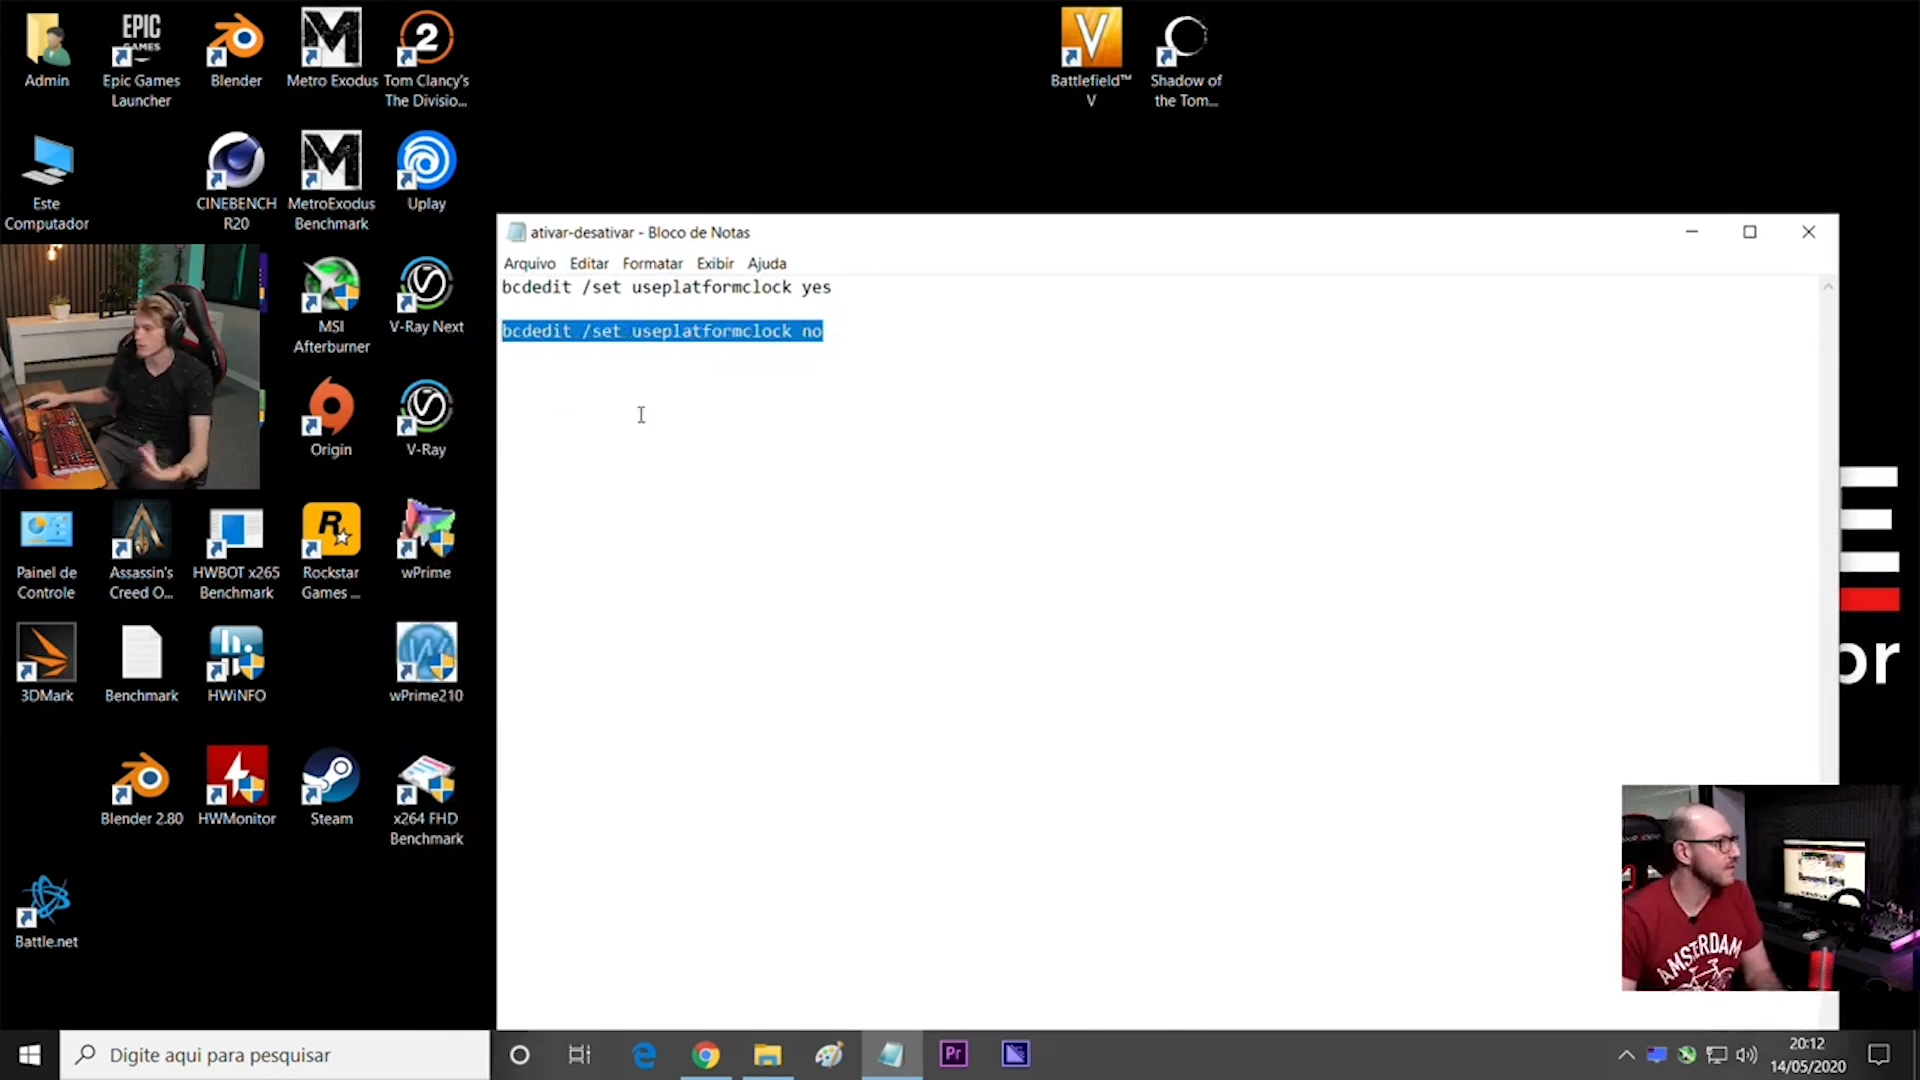 Admin
EPIC
GAMES
Epic Games
Launcher
Blender
Metro Exodus
2
Tom Clancy's
The Divisio...
V
Battlefield™
V
Shadow of
the Tom...
Este
Computador
CINEBENCH
R20
MetroExodus
Benchmark
Uplay
ativar-desativar - Bloco de Notas
Arquivo Editar Formatar Exibir Ajuda
bcdedit /set useplatformclock yes
bcdedit /set useplatformclock no
MSI
Afterburner
V-Ray Next
Origin
V-Ray
Painel de
Controle
Assassin's
Creed O...
HWBOT x265
Benchmark
R
Rockstar
Games ...
wPrime
3DMark
Benchmark
HWiNFO
wPrime210
Blender 2.80
HWMonitor
Steam
x264 FHD
Benchmark
Battle.net
E
or
AMSTERDAM
Digite aqui para pesquisar
Pr
20:12
14/05/2020